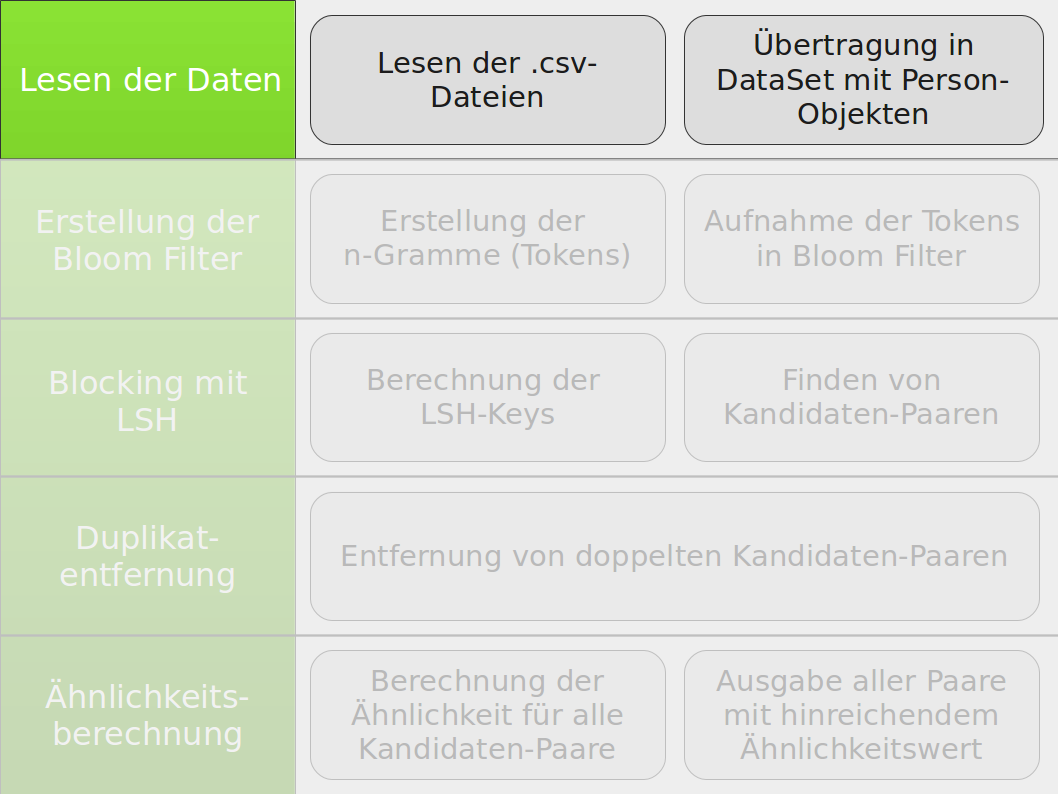 Lesen der Daten
Lesen der .csv-
Dateien
Übertragung in
DataSet mit Person-
Objekten
Erstellung der
Bloom Filter
Erstellung der
n-Gramme (Tokens)
Aufnahme der Tokens
in Bloom Filter
Blocking mit
LSH
Berechnung der
LSH-Keys
Finden von
Kandidaten-Paaren
Duplikat-
entfernung
Entfernung von doppelten Kandidaten-Paaren
Ähnlichkeits-
berechnung
Berechnung der
Ähnlichkeit für alle
Kandidaten-Paare
Ausgabe aller Paare
mit hinreichendem
Ähnlichkeitswert